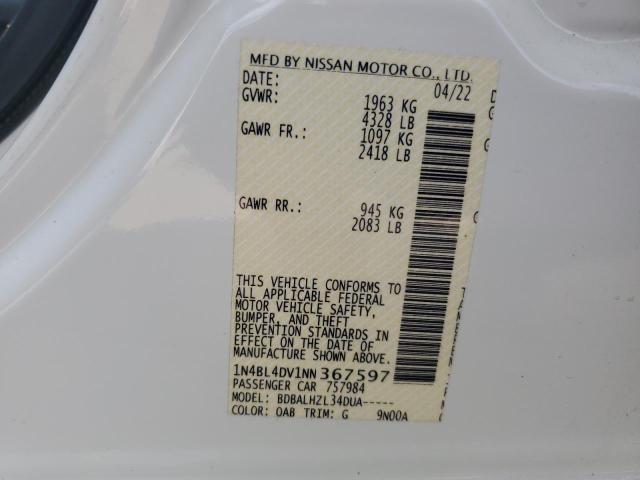 MFD BY NISSAN MOTOR CO., LTD.
DATE: 04/22
GVWR: 1963 KG
4328 LB
GAWR FR.: 1097 KG
2418 LB
GAWR RR.: 945 KG
2083 LB
THIS VEHICLE CONFORMS TO
ALL APPLICABLE FEDERAL
MOTOR VEHICLE SAFETY,
BUMPER, AND THEFT
PREVENTION STANDARDS IN
EFFECT ON THE DATE OF
MANUFACTURE SHOWN ABOVE.
1N4BL4DV1NN367597
PASSENGER CAR 757984
MODEL: BDBALHZL34DUA-----
COLOR: QAB TRIM: G 9N00A